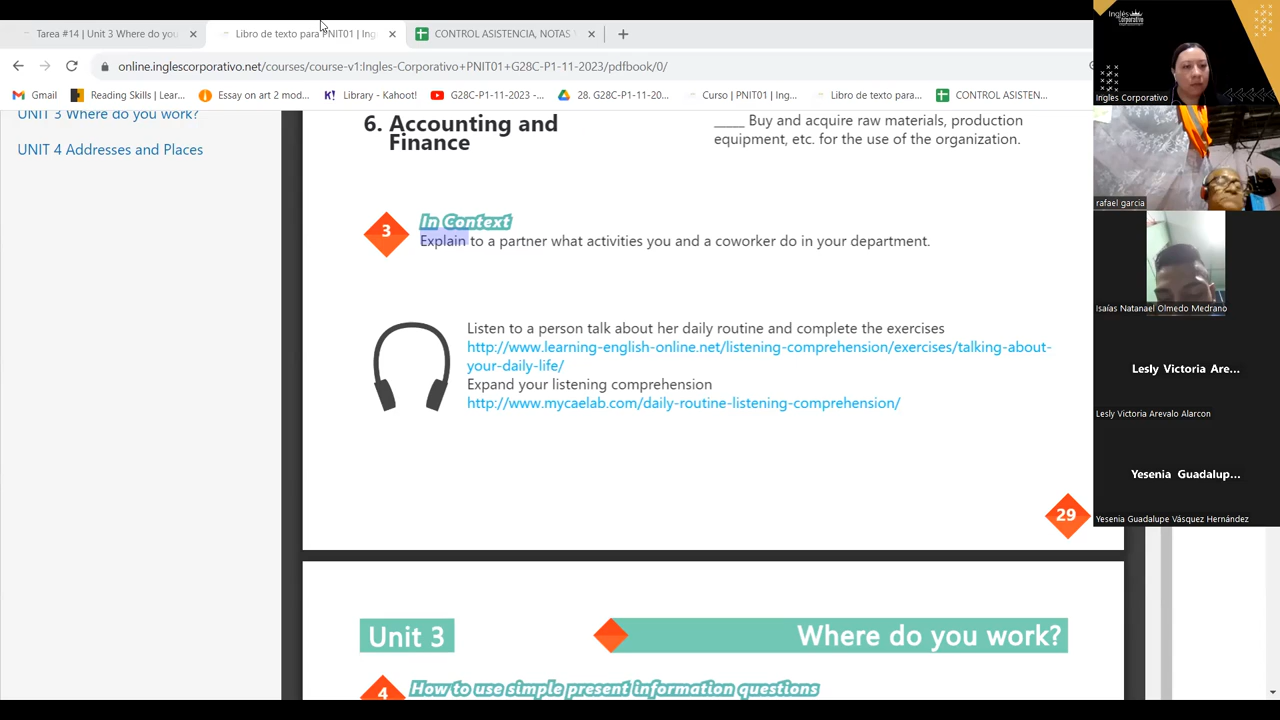 Tarea #14 | Unit 3 Where do you
Libro de texto para PNIT01 | Ing
CONTROL ASISTENCIA, NOTAS
online.inglescorporativo.net/courses/course-v1:Ingles-Corporativo+PNIT01+G28C-P1-11-2023/pdfbook/0/
Gmail
Reading Skills | Lear...
Essay on art 2 mod...
Library - Kahoot!
G28C-P1-11-2023 -...
28. G28C-P1-11-20...
Curso | PNIT01 | Ing...
Libro de texto para...
CONTROL ASISTEN...
UNIT 3 Where do you work?
UNIT 4 Addresses and Places
6. Accounting and
Finance
_____ Buy and acquire raw materials, production
equipment, etc. for the use of the organization.
3
In Context
Explain to a partner what activities you and a coworker do in your department.
Listen to a person talk about her daily routine and complete the exercises
http://www.learning-english-online.net/listening-comprehension/exercises/talking-about-
your-daily-life/
Expand your listening comprehension
http://www.mycaelab.com/daily-routine-listening-comprehension/
29
Unit 3
Where do you work?
4
How to use simple present information questions
Inglés
Corporativo
Ingles Corporativo
rafael garcia
Isaías Natanael Olmedo Medrano
Lesly Victoria Are...
Lesly Victoria Arevalo Alarcon
Yesenia Guadalup...
Yesenia Guadalupe Vásquez Hernández